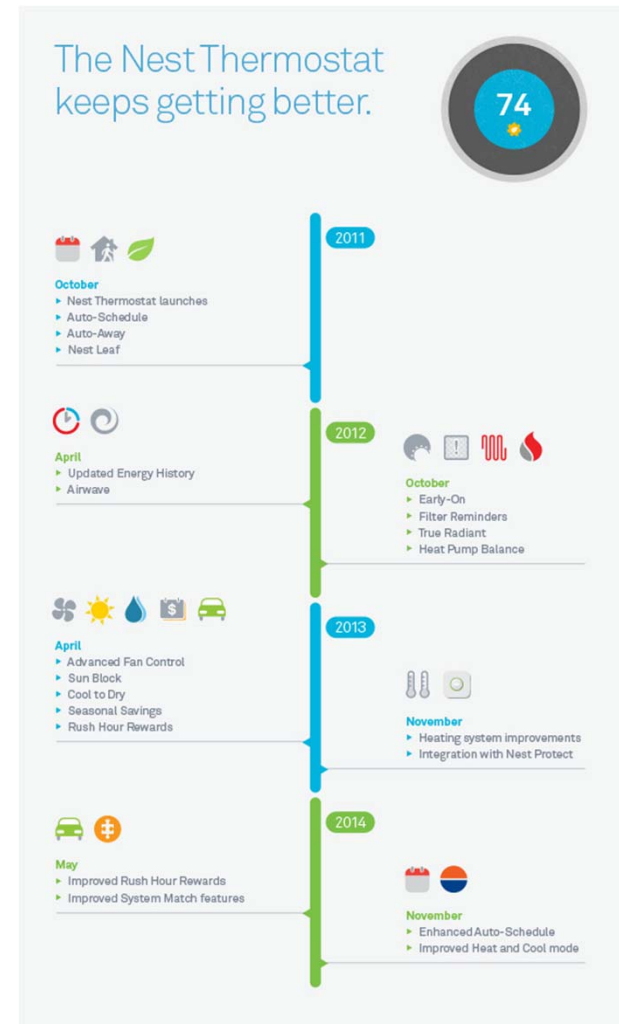 The Nest Thermostat
keeps getting better.
74
2011
October
Nest Thermostat launches
Auto-Schedule
Auto-Away
Nest Leaf
2012
April
Updated Energy History
Airwave
October
Early-On
Filter Reminders
True Radiant
Heat Pump Balance
2013
April
Advanced Fan Control
Sun Block
Cool to Dry
Seasonal Savings
Rush Hour Rewards
November
Heating system improvements
Integration with Nest Protect
2014
May
Improved Rush Hour Rewards
Improved System Match features
November
Enhanced Auto-Schedule
Improved Heat and Cool mode